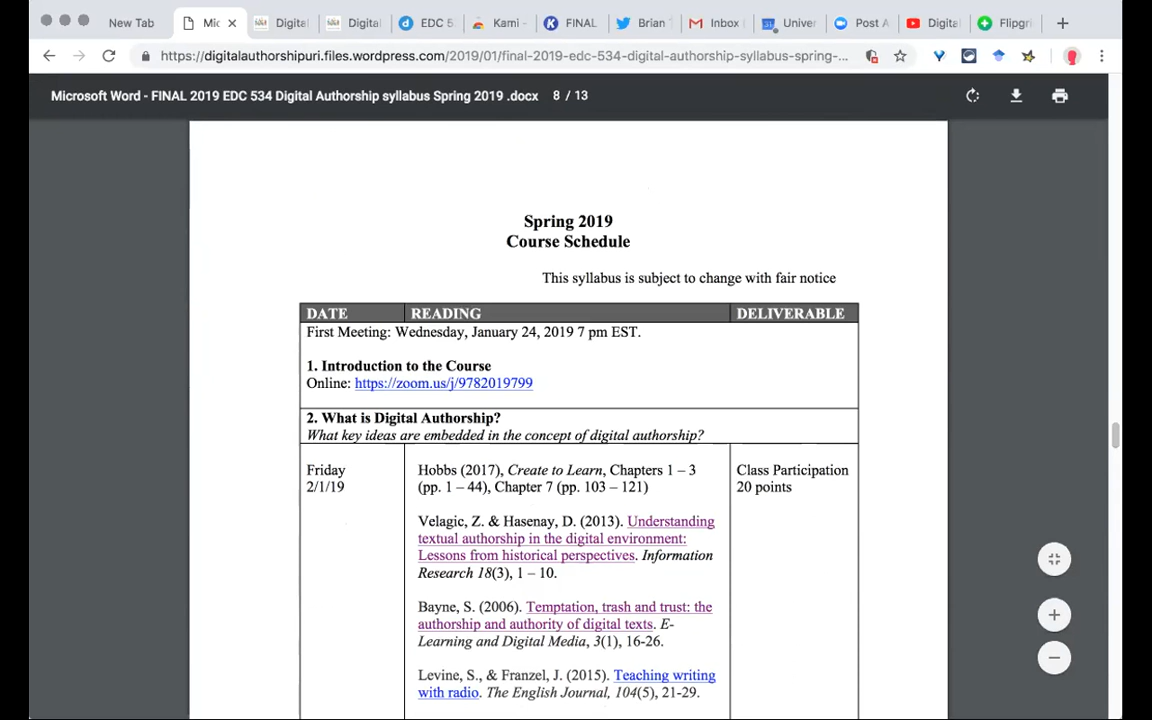 New Tab
Mic
Digital
Digital
EDC 5
Kami -
FINAL
Brian
Inbox
Univer
Post A
Digita
Flipgri
https://digitalauthorshipuri.files.wordpress.com/2019/01/final-2019-edc-534-digital-authorship-syllabus-spring-...
Microsoft Word - FINAL 2019 EDC 534 Digital Authorship syllabus Spring 2019 .docx 8 / 13
Spring 2019
Course Schedule
This syllabus is subject to change with fair notice
DATE READING DELIVERABLE
First Meeting: Wednesday, January 24, 2019 7 pm EST.
1. Introduction to the Course
Online: https://zoom.us/j/9782019799
2. What is Digital Authorship?
What key ideas are embedded in the concept of digital authorship?
Friday
2/1/19
Hobbs (2017), Create to Learn, Chapters 1 – 3
(pp. 1 – 44), Chapter 7 (pp. 103 – 121)
Velagic, Z. & Hasenay, D. (2013). Understanding
textual authorship in the digital environment:
Lessons from historical perspectives. Information
Research 18(3), 1 – 10.
Bayne, S. (2006). Temptation, trash and trust: the
authorship and authority of digital texts. E-
Learning and Digital Media, 3(1), 16-26.
Levine, S., & Franzel, J. (2015). Teaching writing
with radio. The English Journal, 104(5), 21-29.
Class Participation
20 points